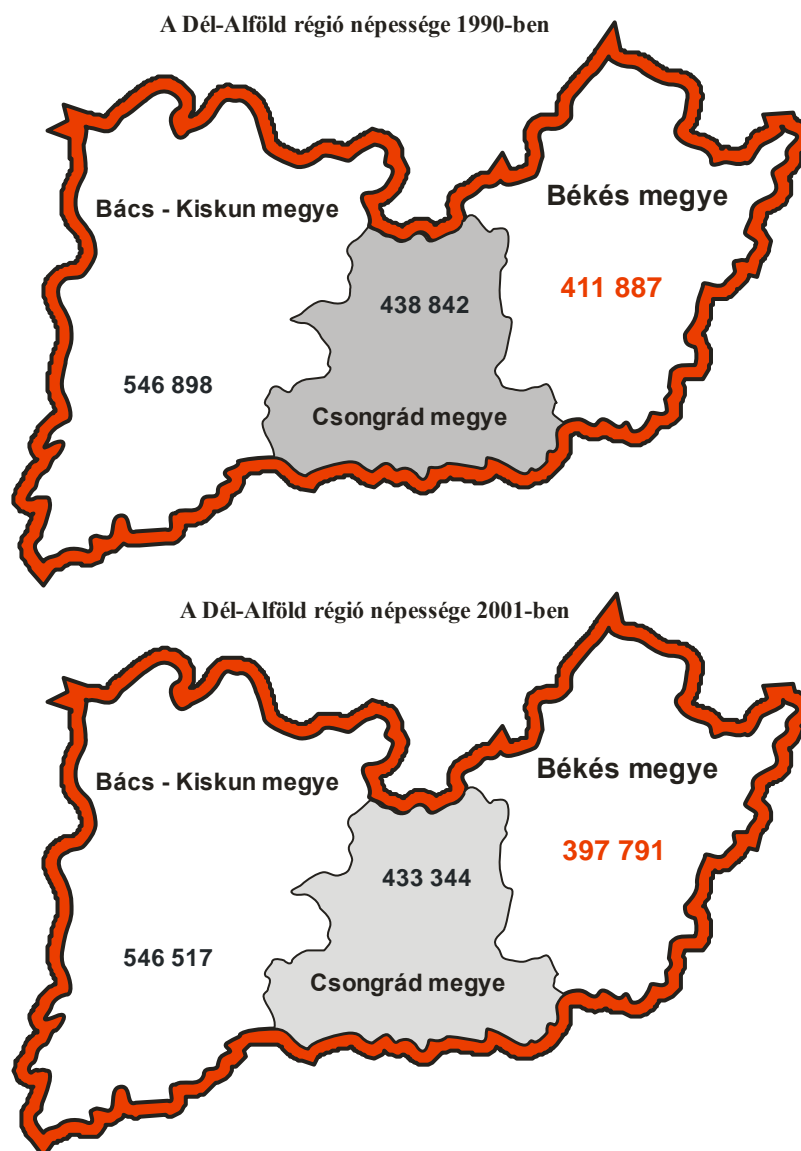 A Dél-Alföld régió népessége 1990-ben
Bács - Kiskun megye
Békés megye
411 887
438 842
546 898
Csongrád megye
A Dél-Alföld régió népessége 2001-ben
Bács - Kiskun megye
Békés megye
397 791
433 344
546 517
Csongrád megye